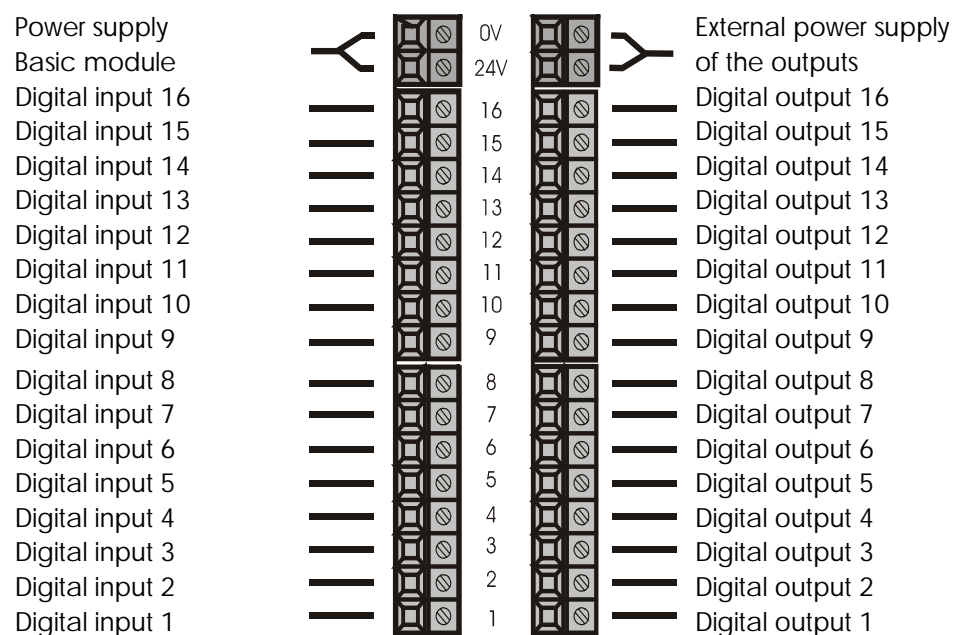 Power supply 0V External power supply
Basic module 24V of the outputs
Digital input 16 16 Digital output 16
Digital input 15 15 Digital output 15
Digital input 14 14 Digital output 14
Digital input 13 13 Digital output 13
Digital input 12 12 Digital output 12
Digital input 11 11 Digital output 11
Digital input 10 10 Digital output 10
Digital input 9 9 Digital output 9
Digital input 8 8 Digital output 8
Digital input 7 7 Digital output 7
Digital input 6 6 Digital output 6
Digital input 5 5 Digital output 5
Digital input 4 4 Digital output 4
Digital input 3 3 Digital output 3
Digital input 2 2 Digital output 2
Digital input 1 1 Digital output 1